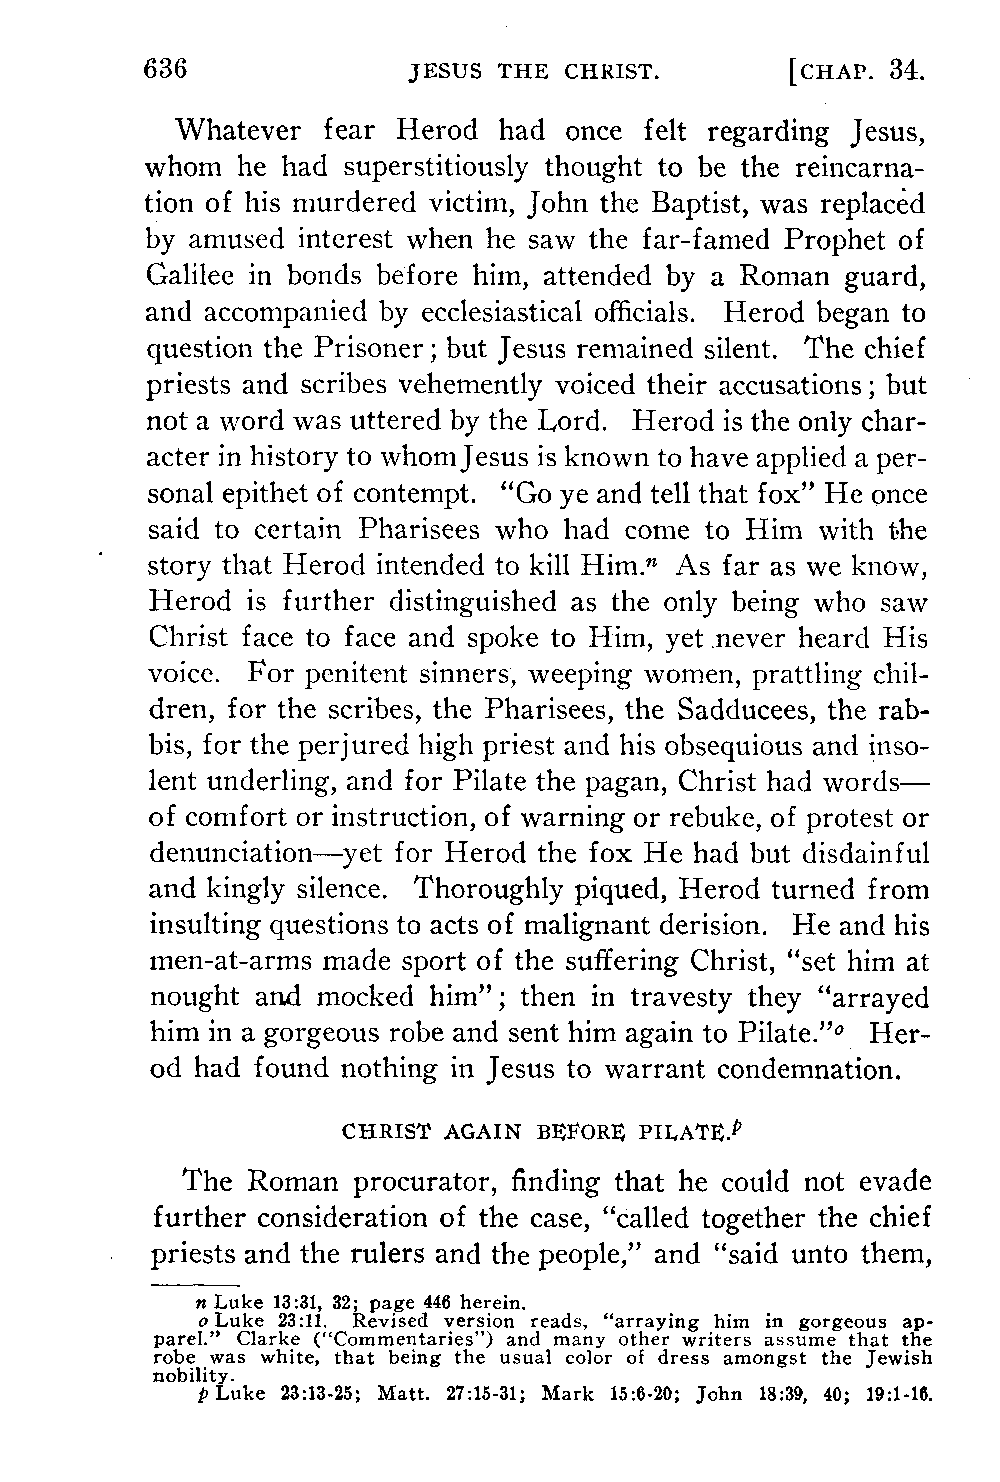 636 JESUS THE CHRIST. [CHAP. 34.
Whatever fear Herod had once felt regarding Jesus,
whom he had superstitiously thought to be the reincarna-
tion of his murdered victim, John the Baptist, was replaced
by amused interest when he saw the far-famed Prophet of
Galilee in bonds before him, attended by a Roman guard,
and accompanied by ecclesiastical officials. Herod began to
question the Prisoner; but Jesus remained silent. The chief
priests and scribes vehemently voiced their accusations; but
not a word was uttered by the Lord. Herod is the only char-
acter in history to whom Jesus is known to have applied a per-
sonal epithet of contempt. “Go ye and tell that fox” He once
said to certain Pharisees who had come to Him with the
story that Herod intended to kill Him.n As far as we know,
Herod is further distinguished as the only being who saw
Christ face to face and spoke to Him, yet never heard His
voice. For penitent sinners, weeping women, prattling chil-
dren, for the scribes, the Pharisees, the Sadducees, the rab-
bis, for the perjured high priest and his obsequious and inso-
lent underling, and for Pilate the pagan, Christ had words—
of comfort or instruction, of warning or rebuke, of protest or
denunciation—yet for Herod the fox He had but disdainful
and kingly silence. Thoroughly piqued, Herod turned from
insulting questions to acts of malignant derision. He and his
men-at-arms made sport of the suffering Christ, “set him at
nought and mocked him”; then in travesty they “arrayed
him in a gorgeous robe and sent him again to Pilate.”o Her-
od had found nothing in Jesus to warrant condemnation.
CHRIST AGAIN BEFORE PILATE.p
The Roman procurator, finding that he could not evade
further consideration of the case, “called together the chief
priests and the rulers and the people,” and “said unto them,
n Luke 13:31, 32; page 446 herein.
o Luke 23:11. Revised version reads, “arraying him in gorgeous ap-
parel.” Clarke (“Commentaries”) and many other writers assume that the
robe was white, that being the usual color of dress amongst the Jewish
nobility.
p Luke 23:13-25; Matt. 27:15-31; Mark 15:6-20; John 18:39, 40; 19:1-16.